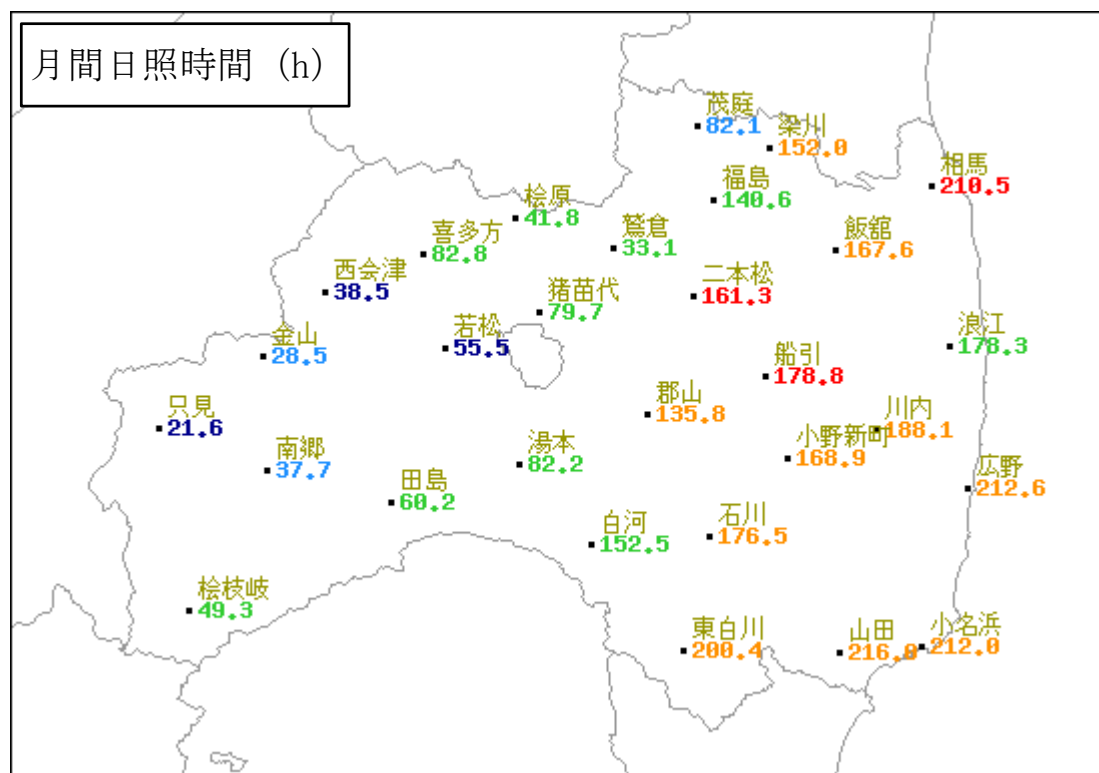 月間日照時間 (h)
茂庭
82.1
梁川
152.0
相馬
210.5
福島
140.6
桧原
41.8
喜多方
82.8
鷲倉
33.1
飯舘
167.6
西会津
38.5
猪苗代
79.7
二本松
161.3
金山
28.5
若松
55.5
浪江
178.3
船引
178.8
只見
21.6
郡山
135.8
川内
188.1
南郷
37.7
湯本
82.2
小野新町
168.9
田島
60.2
広野
212.6
白河
152.5
石川
176.5
桧枝岐
49.3
東白川
200.4
山田
216.0
小名浜
212.0